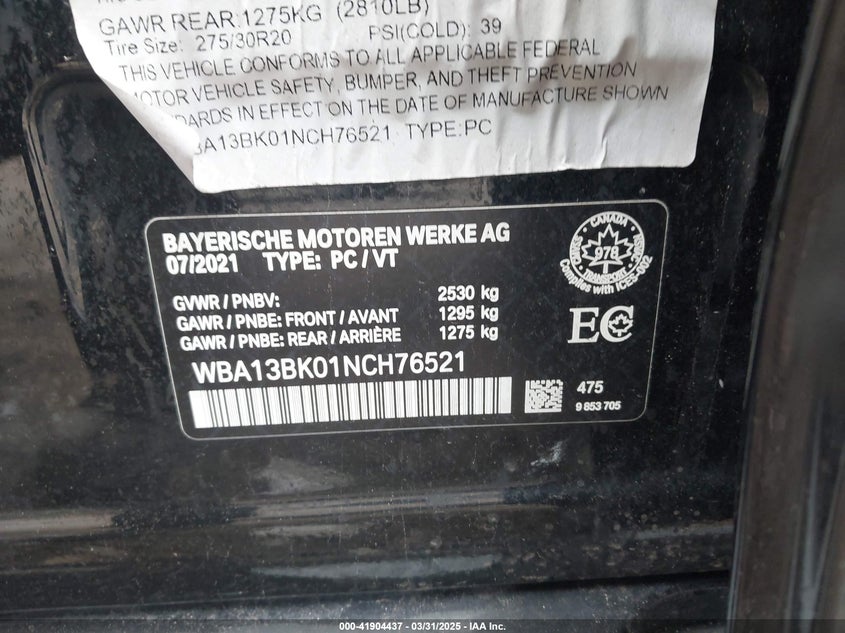 GAWR REAR:1275KG (2810LB)
Tire Size: 275/30R20 PSI(COLD): 39
THIS VEHICLE CONFORMS TO ALL APPLICABLE FEDERAL
MOTOR VEHICLE SAFETY, BUMPER, AND THEFT PREVENTION
DARDS IN EFFECT ON THE DATE OF MANUFACTURE SHOWN
BA13BK01NCH76521 TYPE:PC
BAYERISCHE MOTOREN WERKE AG
07/2021 TYPE: PC / VT
GVWR / PNBV: 2530 kg
GAWR / PNBE: FRONT / AVANT 1295 kg
GAWR / PNBE: REAR / ARRIÈRE 1275 kg
WBA13BK01NCH76521
CANADA
978
TRANSPORT
Complies with ICES-002
EC
475
9 853 705
000-41904437 - 03/31/2025 - IAA Inc.